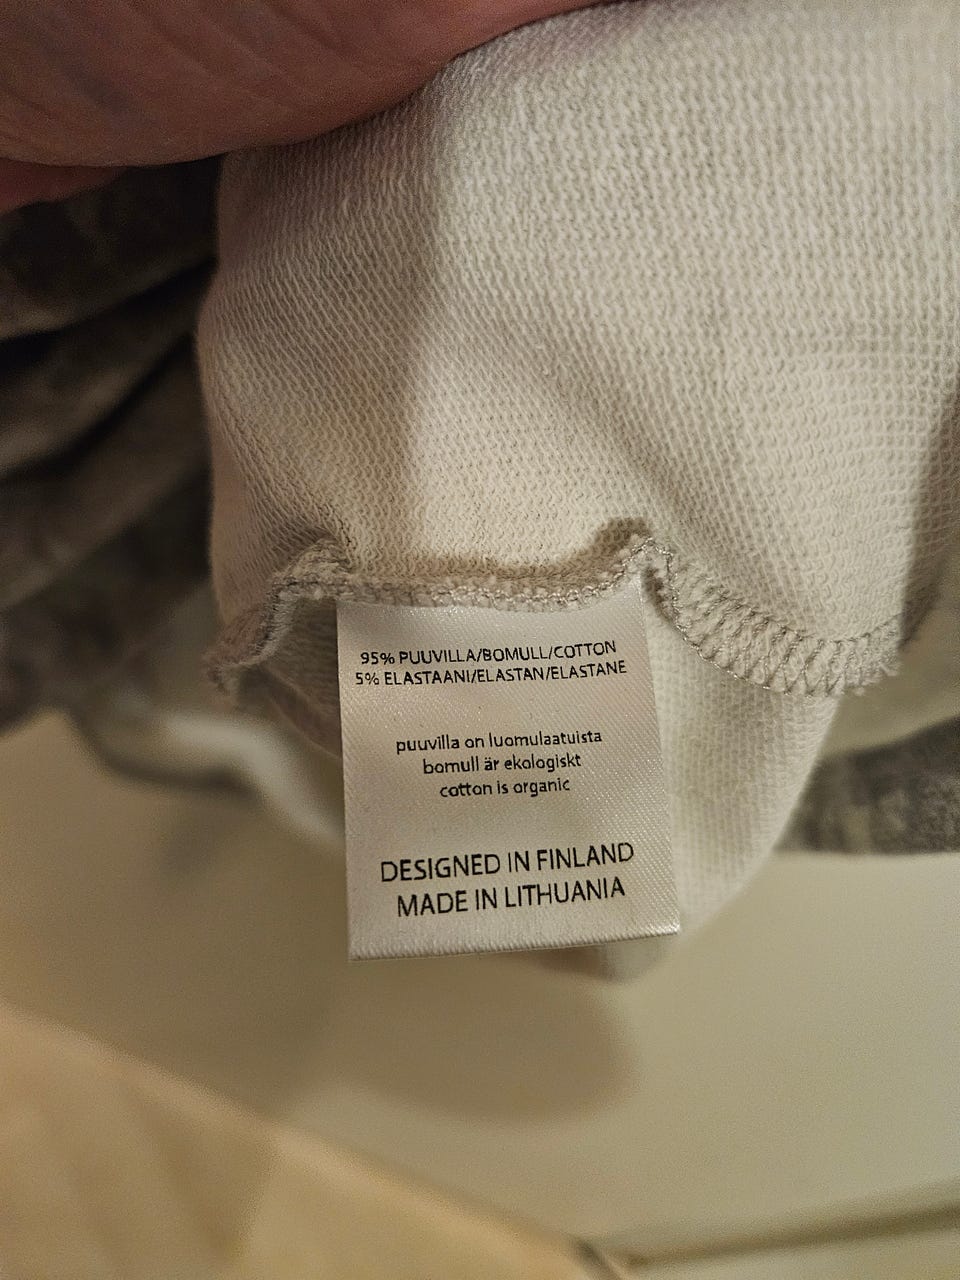 95% PUUVILLA/BOMULL/COTTON
5% ELASTAANI/ELASTAN/ELASTANE
puuvilla on luomulaatuista
bomull är ekologiskt
cotton is organic
DESIGNED IN FINLAND
MADE IN LITHUANIA